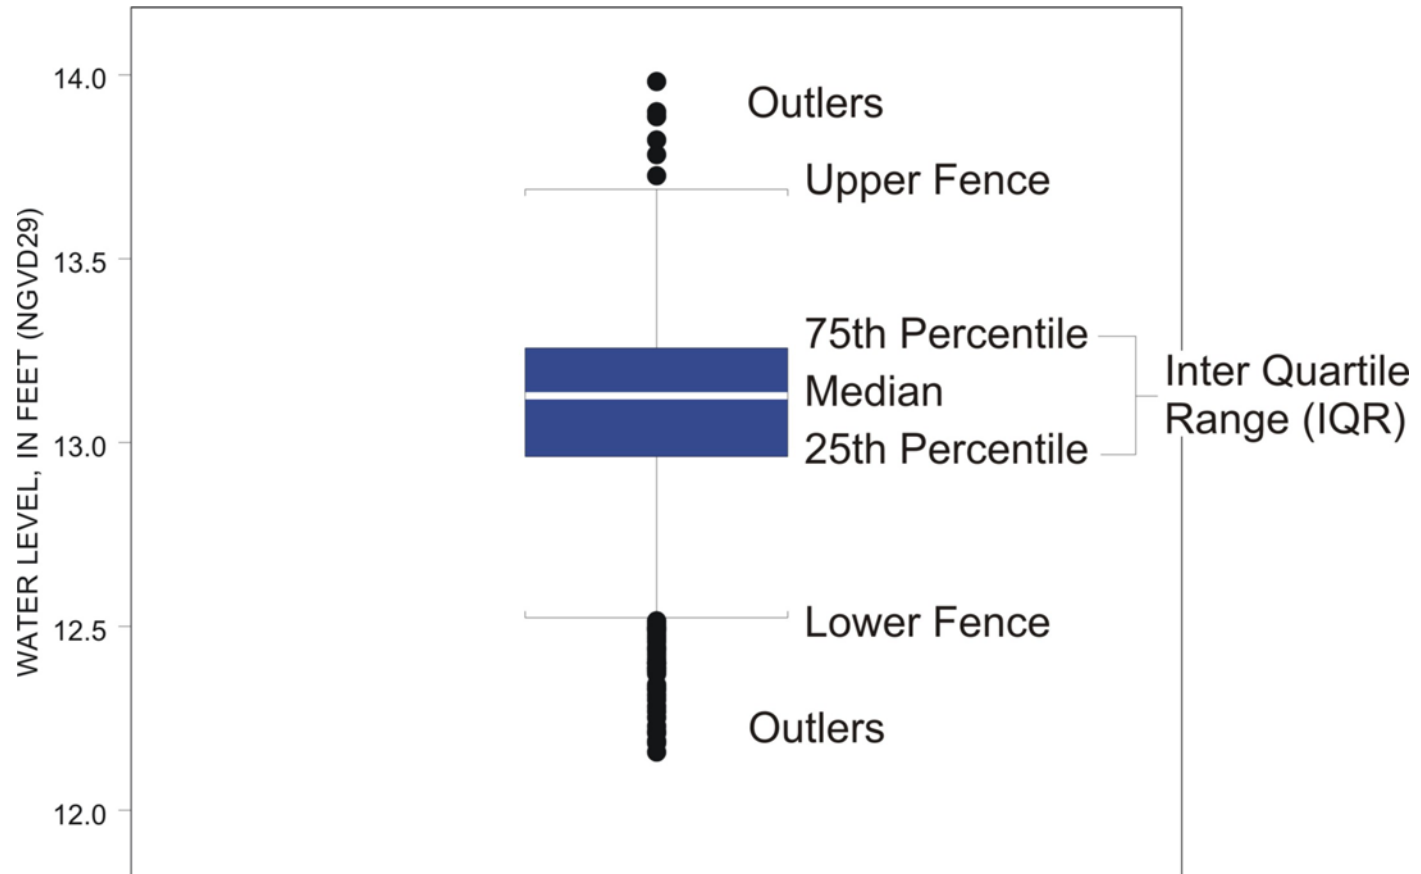 WATER LEVEL, IN FEET (NGVD29)
14.0
13.5
13.0
12.5
12.0
Outlers
Upper Fence
75th Percentile
Median
25th Percentile
Inter Quartile
Range (IQR)
Lower Fence
Outlers